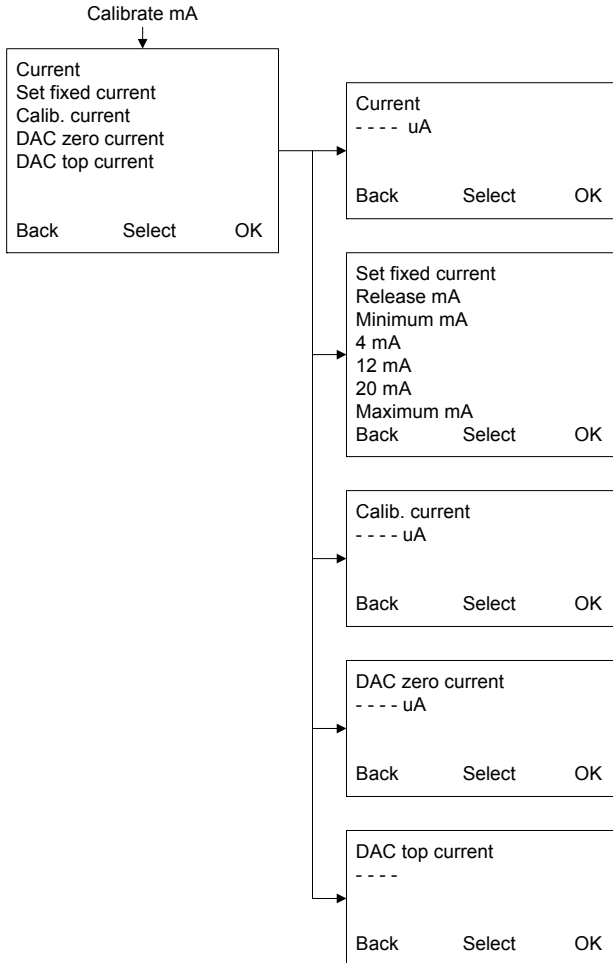 Calibrate mA
Current
Set fixed current
Calib. current
DAC zero current
DAC top current
Back Select OK
Current
- - - - uA
Back Select OK
Set fixed current
Release mA
Minimum mA
4 mA
12 mA
20 mA
Maximum mA
Back Select OK
Calib. current
- - - - uA
Back Select OK
DAC zero current
- - - - uA
Back Select OK
DAC top current
- - - -
Back Select OK